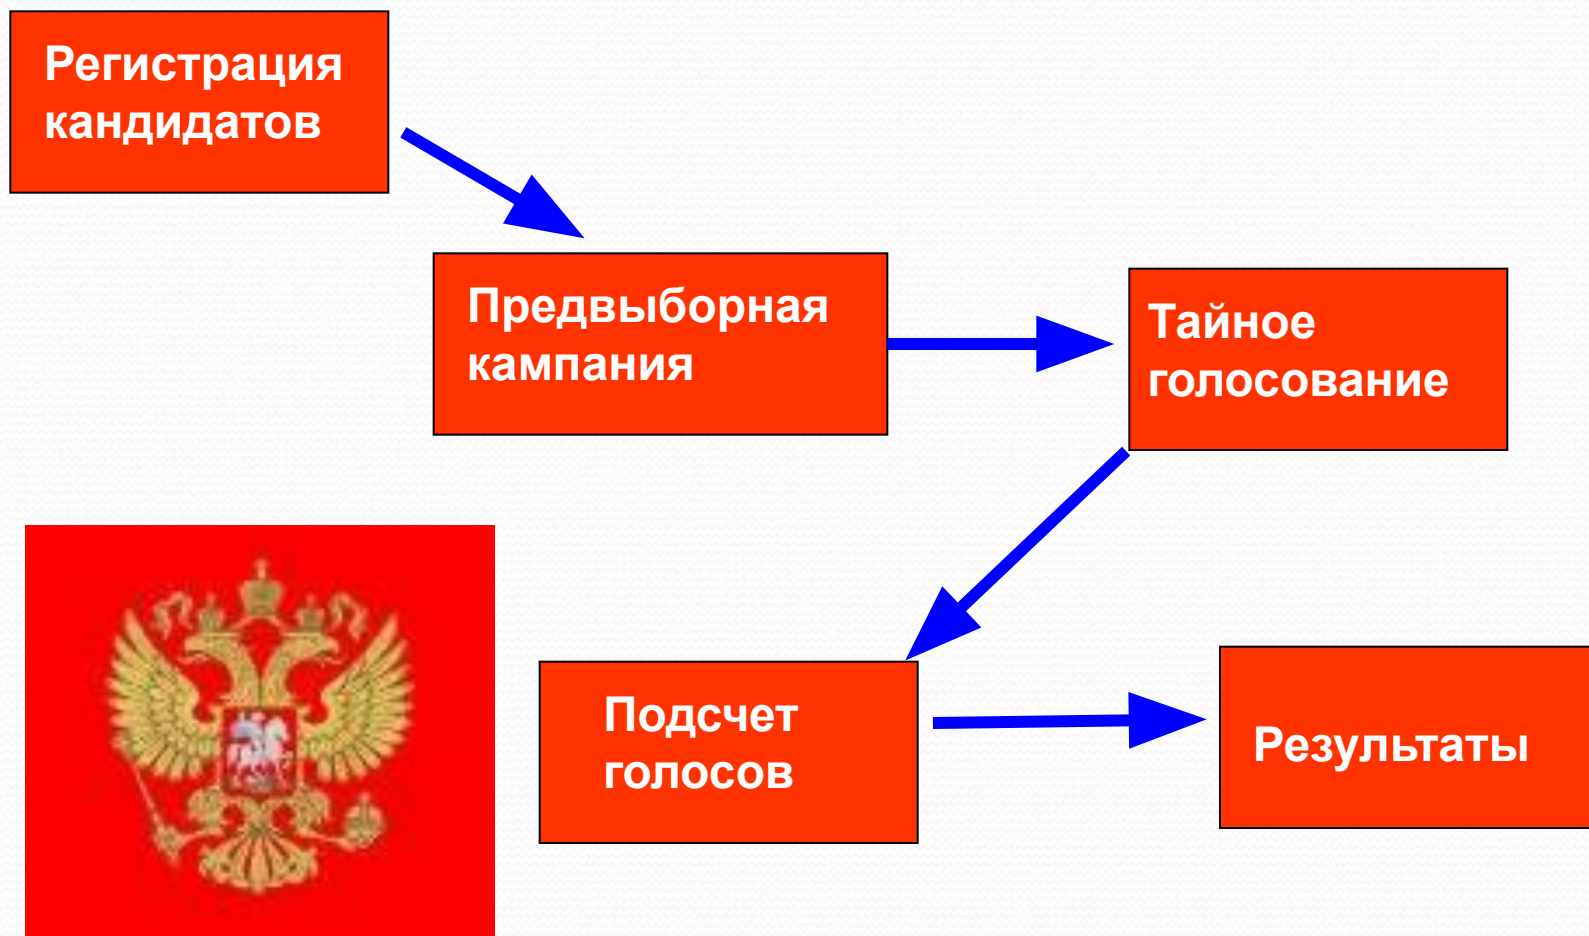 Регистрация
кандидатов
Предвыборная
кампания
Тайное
голосование
Подсчет
голосов
Результаты